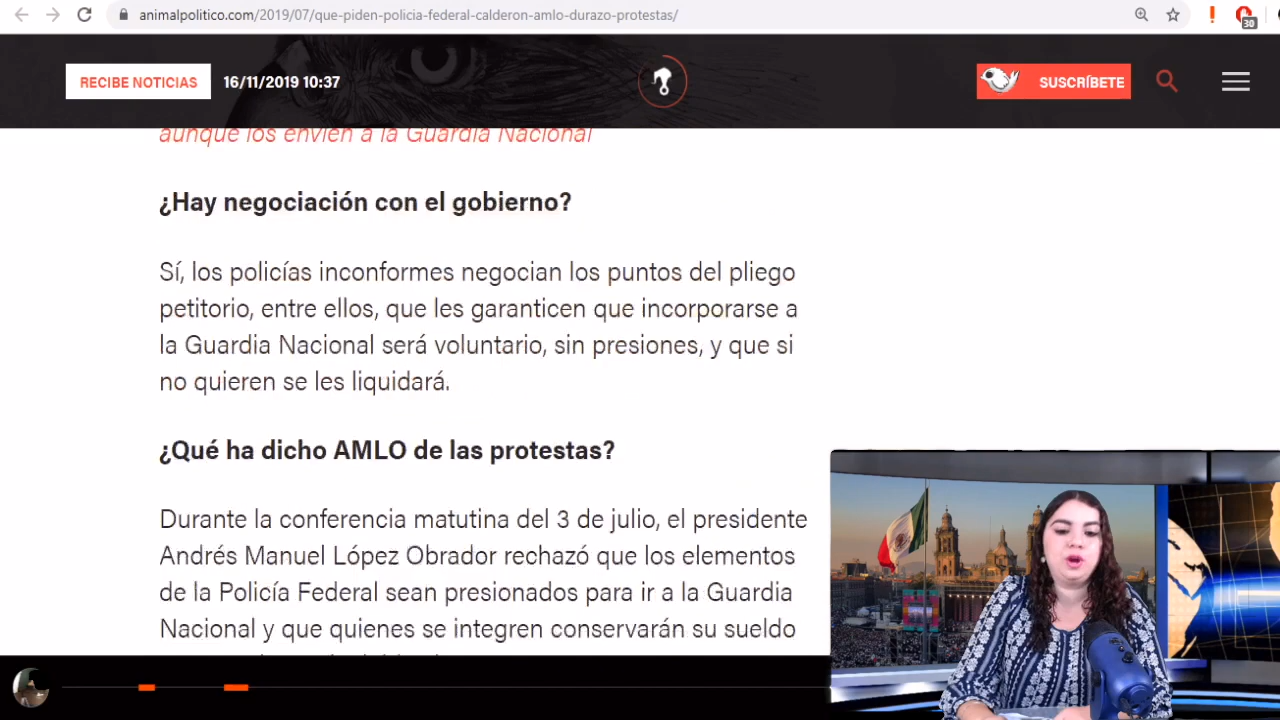 animalpolitico.com/2019/07/que-piden-policia-federal-calderon-amlo-durazo-protestas/
30
RECIBE NOTICIAS
16/11/2019 10:37
SUSCRÍBETE
aunque los envíen a la Guardia Nacional
¿Hay negociación con el gobierno?
Sí, los policías inconformes negocian los puntos del pliego
petitorio, entre ellos, que les garanticen que incorporarse a
la Guardia Nacional será voluntario, sin presiones, y que si
no quieren se les liquidará.
¿Qué ha dicho AMLO de las protestas?
Durante la conferencia matutina del 3 de julio, el presidente
Andrés Manuel López Obrador rechazó que los elementos
de la Policía Federal sean presionados para ir a la Guardia
Nacional y que quienes se integren conservarán su sueldo